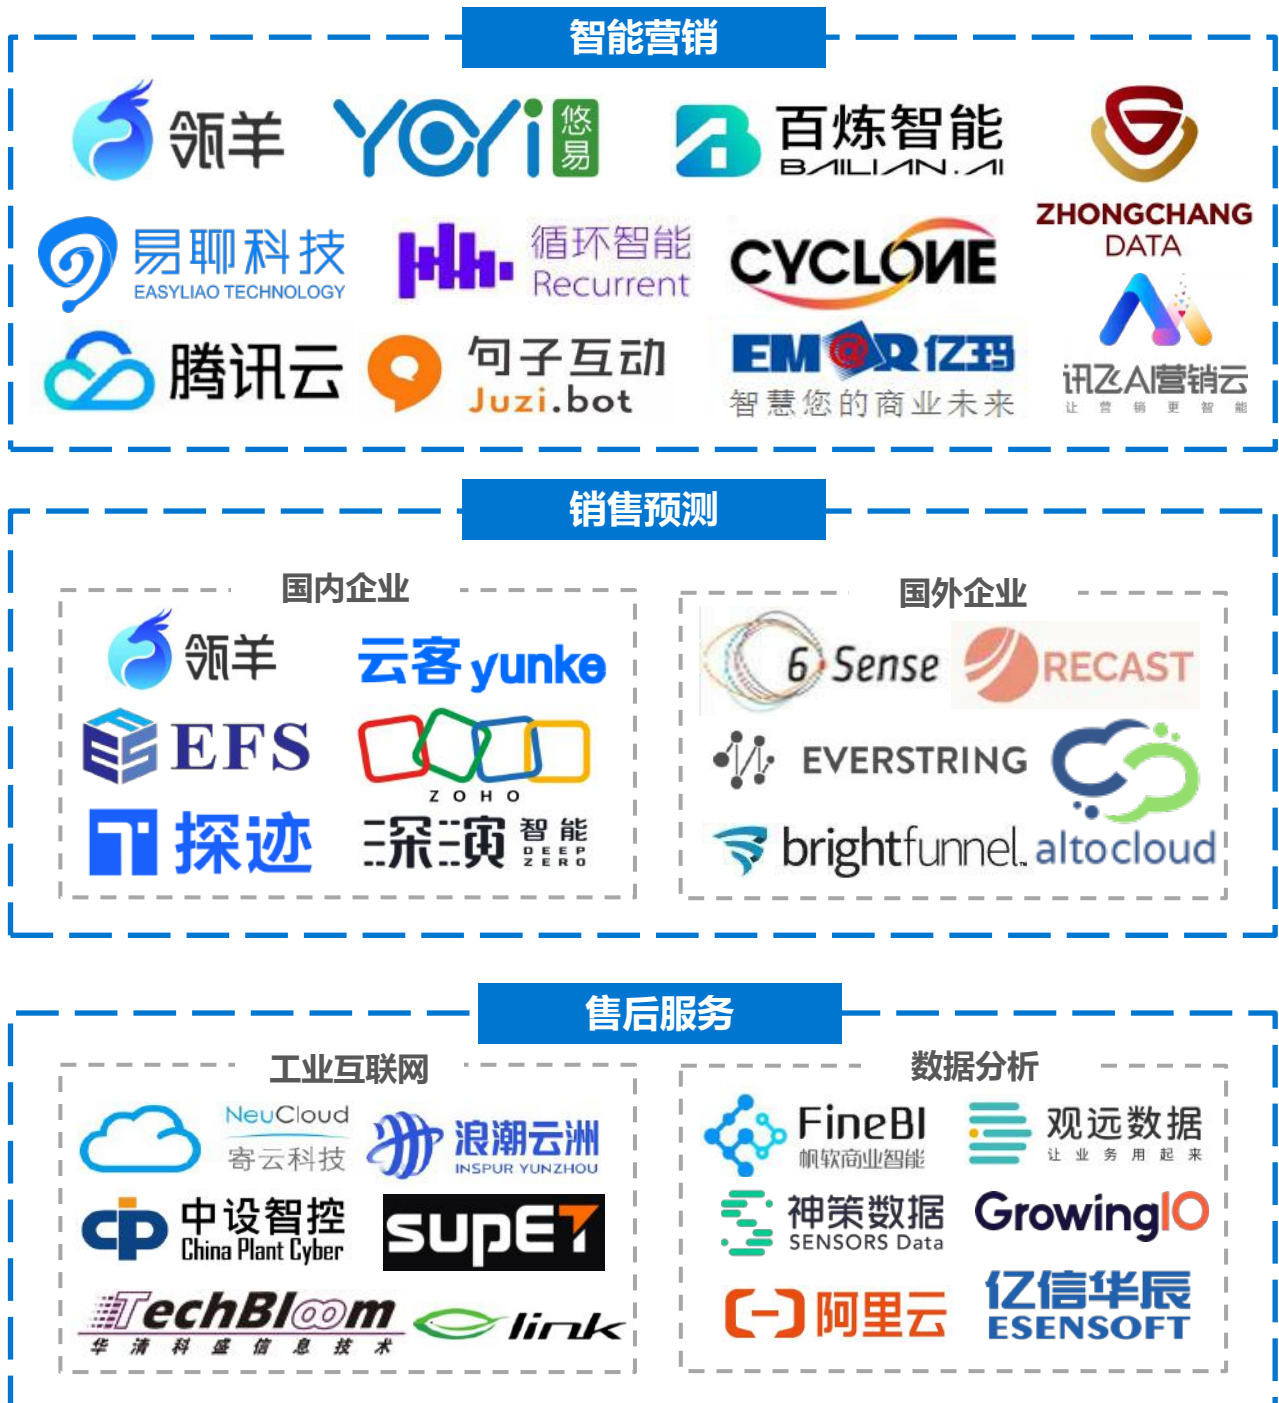 智能营销
瓴羊
YOYi 悠易
百炼智能
BAILIAN.AI
ZHONGCHANG
DATA
易聊科技
EASYLIAO TECHNOLOGY
循环智能
Recurrent
CYCLONE
腾讯云
句子互动
Juzi.bot
EM@R亿玛
智慧您的商业未来
讯飞AI营销云
让营销更智能
销售预测
国内企业
瓴羊
云客 yunke
EFS
ZOHO
探迹
深演 智能
DEEP
ZERO
国外企业
6 Sense
RECAST
EVERSTRING
altocloud
brightfunnel™
售后服务
工业互联网
NeuCloud
寄云科技
浪潮云洲
INSPUR YUNZHOU
中设智控
China Plant Cyber
supET
TechBloom
华清科盛信息技术
link
数据分析
FineBI
帆软商业智能
观远数据
让业务用起来
神策数据
SENSORS Data
GrowingIO
阿里云
亿信华辰
ESENSOFT